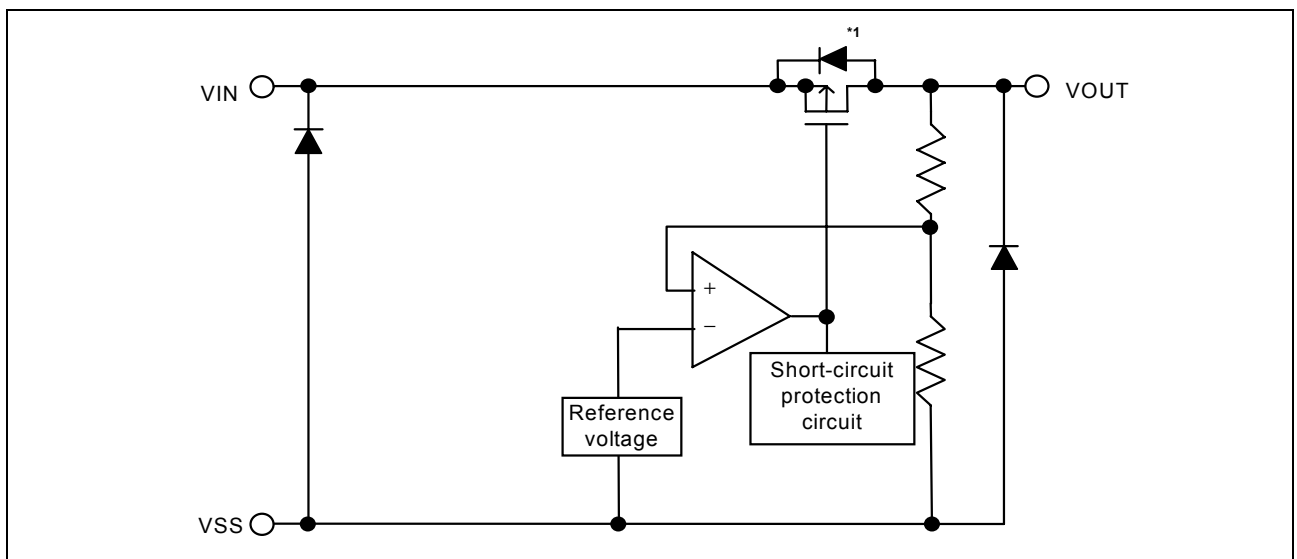 *1
VIN
VOUT
+
−
Short-circuit
protection
circuit
Reference
voltage
VSS